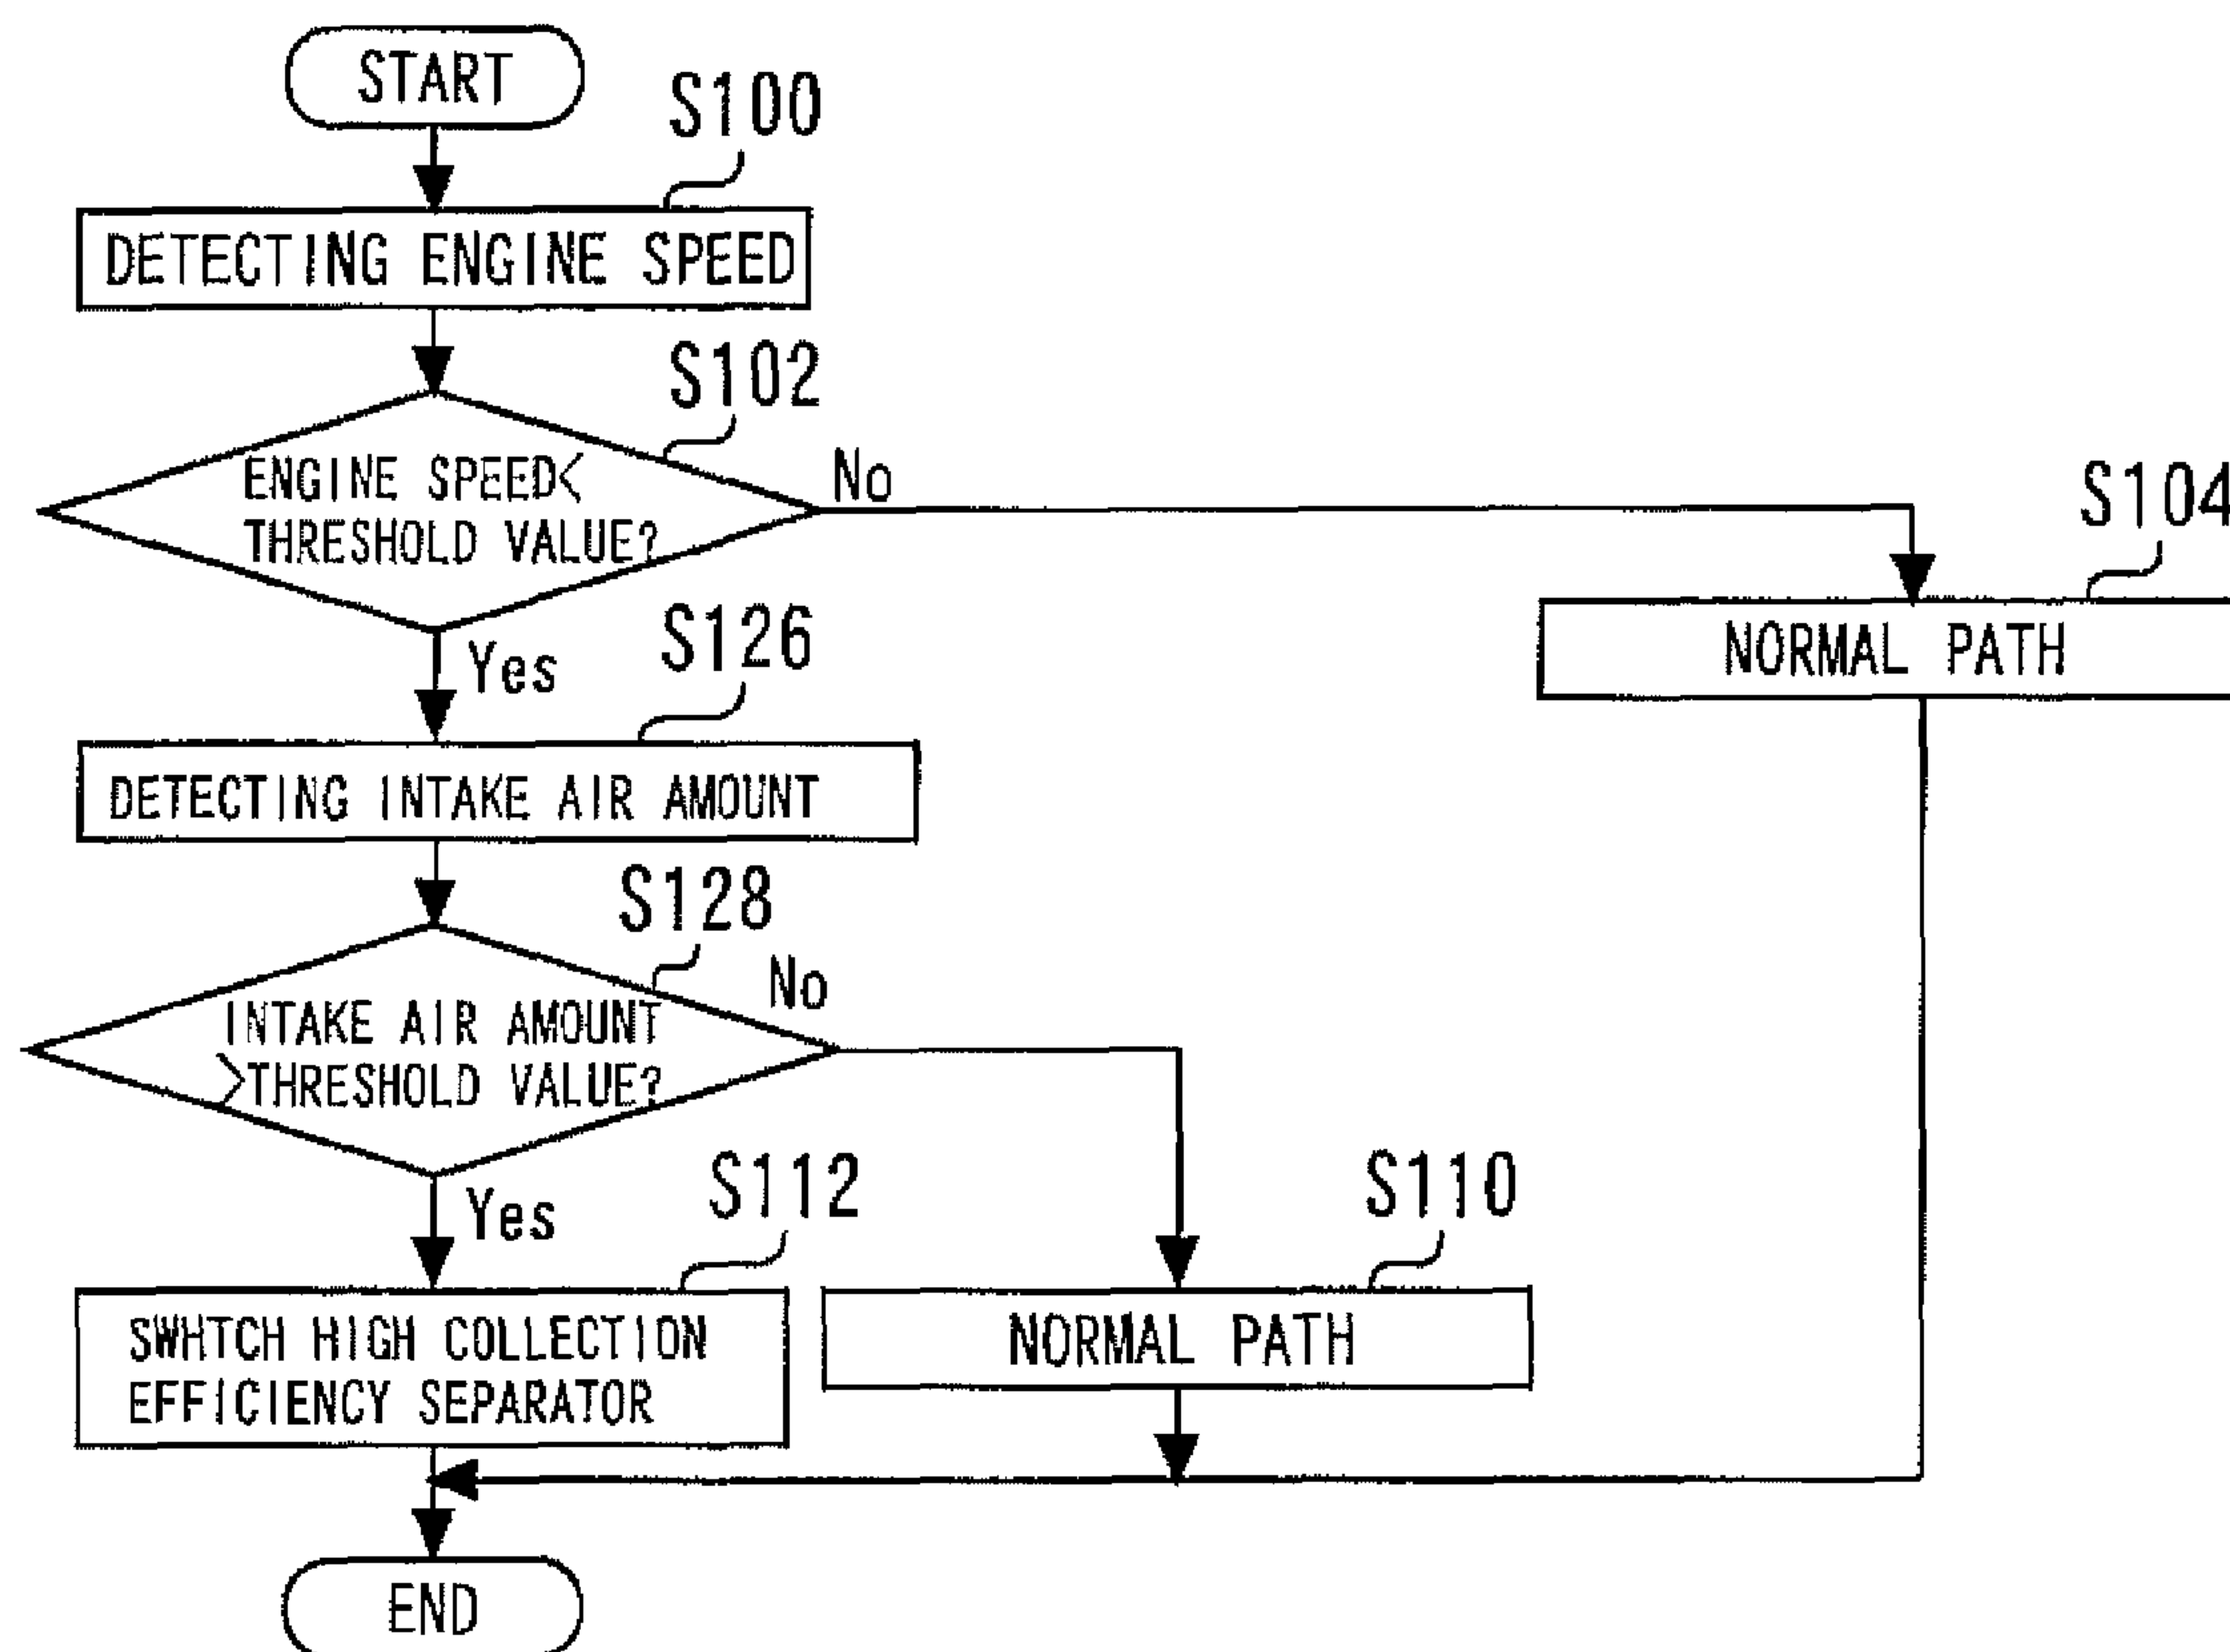 START
S100
DETECTING ENGINE SPEED
S102
ENGINE SPEED<
THRESHOLD VALUE?
No
S104
NORMAL PATH
Yes
S126
DETECTING INTAKE AIR AMOUNT
S128
INTAKE AIR AMOUNT
>THRESHOLD VALUE?
No
Yes
S112
SWHTCH HIGH COLLECTION
EFFICIENCY SEPARATOR
S110
NORMAL PATH
END